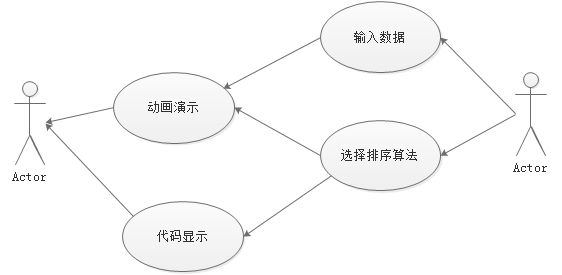 输入数据
动画演示
选择排序算法
Actor
Actor
代码显示